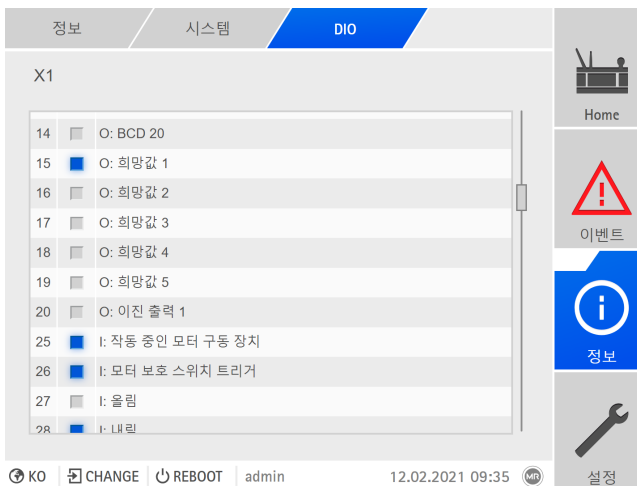 정보
시스템
DIO
X1
14 O: BCD 20
15 O: 희망값 1
16 O: 희망값 2
17 O: 희망값 3
18 O: 희망값 4
19 O: 희망값 5
20 O: 이진 출력 1
25 I: 작동 중인 모터 구동 장치
26 I: 모터 보호 스위치 트리거
27 I: 올림
28 I: 내림
Home
이벤트
정보
설정
KO CHANGE REBOOT admin 12.02.2021 09:35 MR